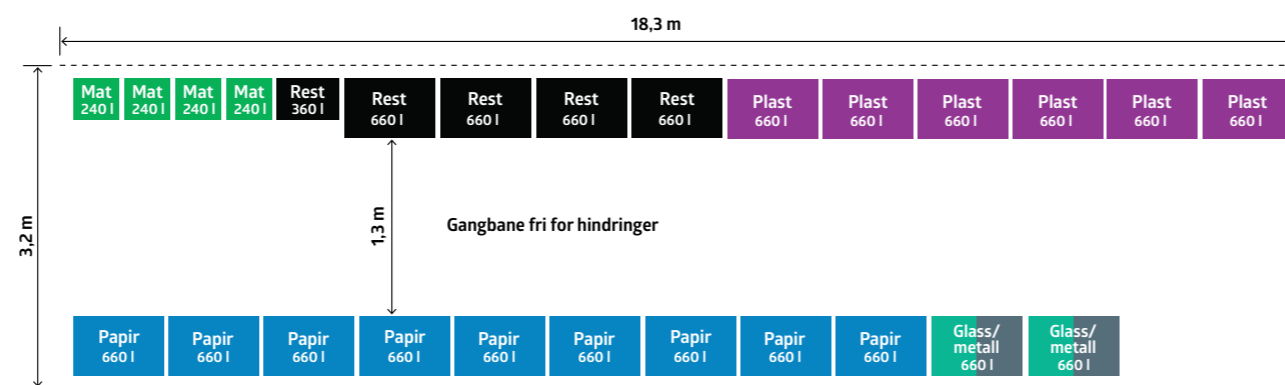 18,3 m
Mat
240 l
Mat
240 l
Mat
240 l
Mat
240 l
Rest
360 l
Rest
660 l
Rest
660 l
Rest
660 l
Rest
660 l
Plast
660 l
Plast
660 l
Plast
660 l
Plast
660 l
Plast
660 l
Plast
660 l
3,2 m
1,3 m
Gangbane fri for hindringer
Papir
660 l
Papir
660 l
Papir
660 l
Papir
660 l
Papir
660 l
Papir
660 l
Papir
660 l
Papir
660 l
Papir
660 l
Glass/
metall
660 l
Glass/
metall
660 l